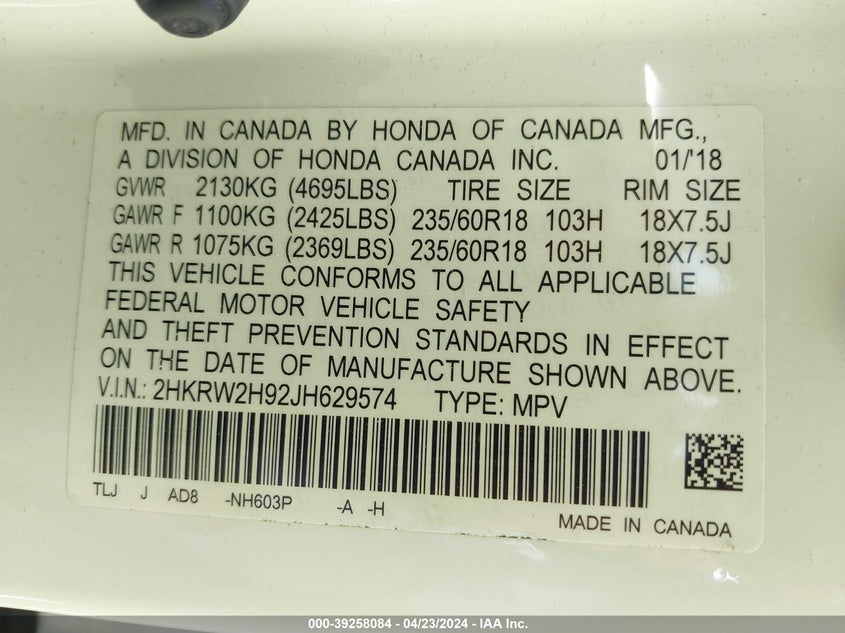 MFD. IN CANADA BY HONDA OF CANADA MFG.,
A DIVISION OF HONDA CANADA INC. 01/'18
GVWR 2130KG (4695LBS) TIRE SIZE RIM SIZE
GAWR F 1100KG (2425LBS) 235/60R18 103H 18X7.5J
GAWR R 1075KG (2369LBS) 235/60R18 103H 18X7.5J
THIS VEHICLE CONFORMS TO ALL APPLICABLE
FEDERAL MOTOR VEHICLE SAFETY
AND THEFT PREVENTION STANDARDS IN EFFECT
ON THE DATE OF MANUFACTURE SHOWN ABOVE.
V.I.N.: 2HKRW2H92JH629574 TYPE: MPV
TLJ J AD8 -NH603P -A -H
MADE IN CANADA
000-39258084 - 04/23/2024 - IAA Inc.